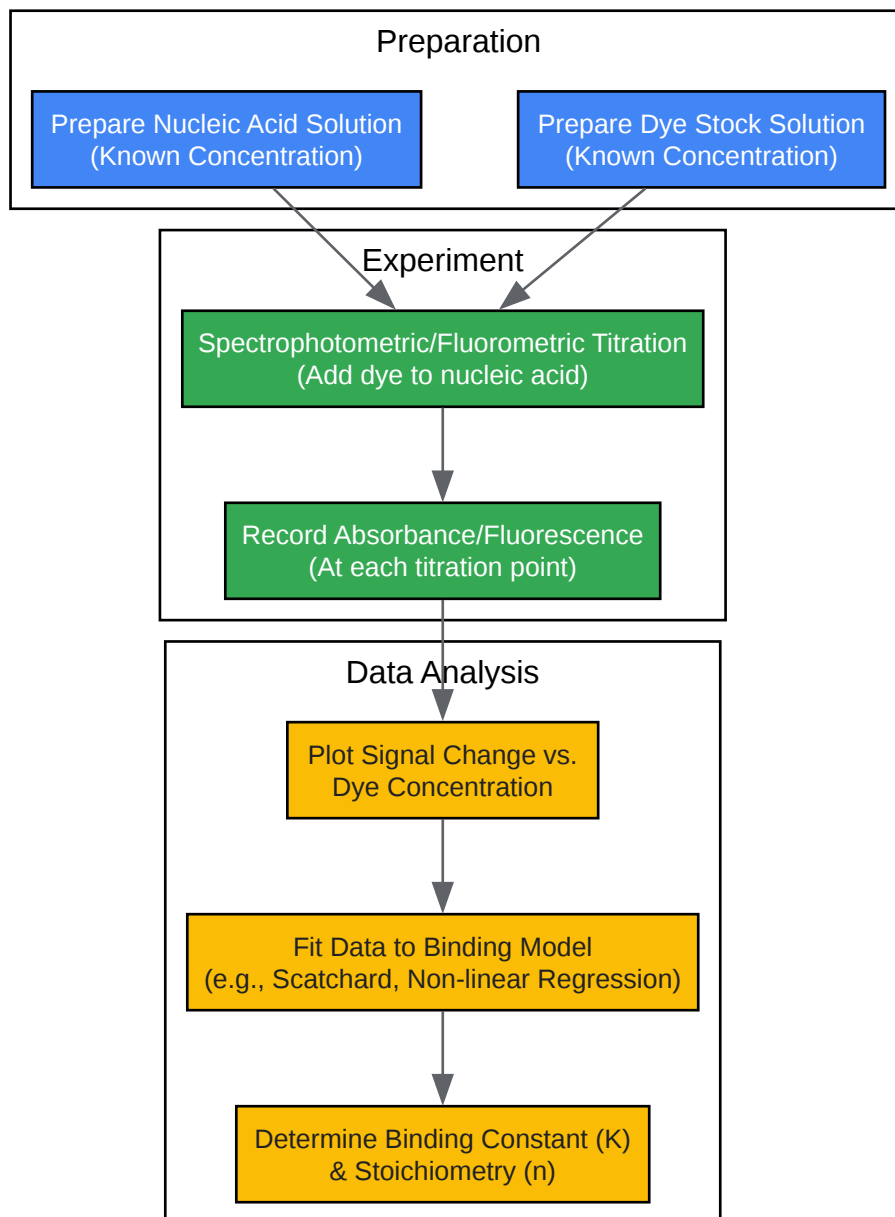 Preparation
Prepare Nucleic Acid Solution
(Known Concentration)
Prepare Dye Stock Solution
(Known Concentration)
Experiment
Spectrophotometric/Fluorometric Titration
(Add dye to nucleic acid)
Record Absorbance/Fluorescence
(At each titration point)
Data Analysis
Plot Signal Change vs.
Dye Concentration
Fit Data to Binding Model
(e.g., Scatchard, Non-linear Regression)
Determine Binding Constant (K)
& Stoichiometry (n)